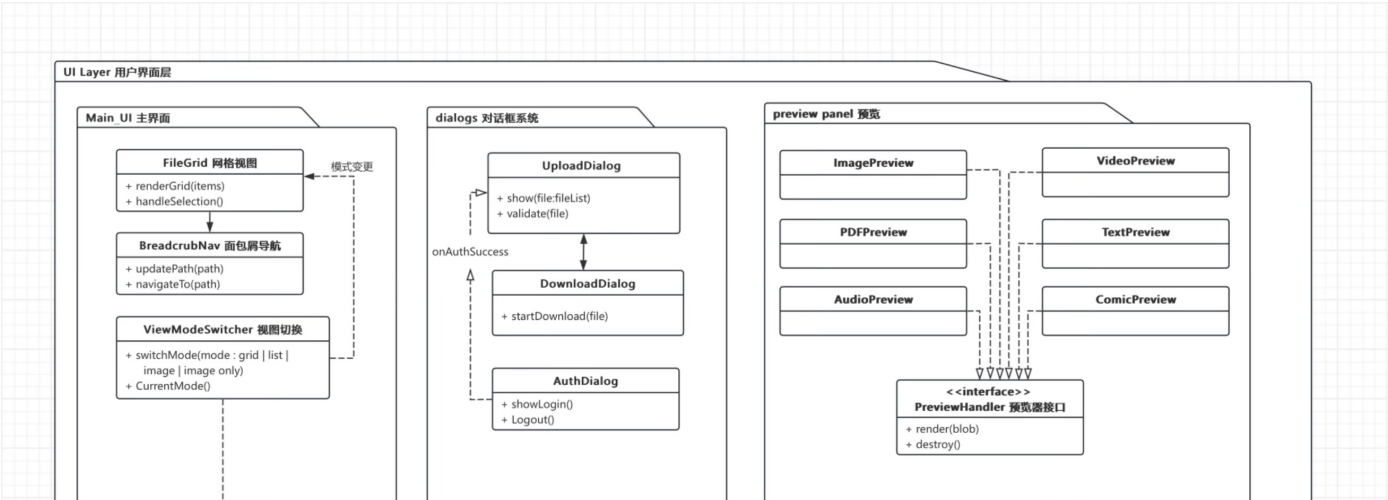 UI Layer 用户界面层
Main_UI 主界面
FileGrid 网格视图
+ renderGrid(items)
+ handleSelection()
模式变更
BreadcrubNav 面包屑导航
+ updatePath(path)
+ navigateTo(path)
ViewModeSwitcher 视图切换
+ switchMode(mode : grid | list |
image | image only)
+ CurrentMode()
dialogs 对话框系统
UploadDialog
+ show(file:fileList)
+ validate(file)
onAuthSuccess
DownloadDialog
+ startDownload(file)
AuthDialog
+ showLogin()
+ Logout()
preview panel 预览
ImagePreview
VideoPreview
PDFPreview
TextPreview
AudioPreview
ComicPreview
<<interface>>
PreviewHandler 预览器接口
+ render(blob)
+ destroy()